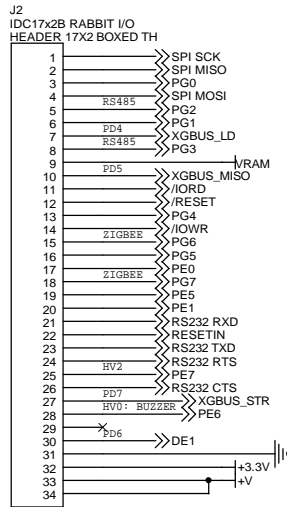 J2
IDC17x2B RABBIT I/O
HEADER 17X2 BOXED TH
1 SPI SCK
2 SPI MISO
3 PG0
4 SPI MOSI
5 RS485 PG2
6 PG1
7 PD4 XGBUS_LD
8 RS485 PG3
9 VRAM
10 PD5 XGBUS_MISO
11 /IORD
12 /RESET
13 PG4
14 /IOWR
15 ZIGBEE PG6
16 PG5
17 PE0
18 ZIGBEE PG7
19 PE5
20 PE1
21 RS232 RXD
22 RESETIN
23 RS232 TXD
24 RS232 RTS
25 HV2 PE7
26 RS232 CTS
27 PD7 XGBUS_STR
28 HV0: BUZZER PE6
29
30 PD6 DE1
31
32 +3.3V
33 +V
34